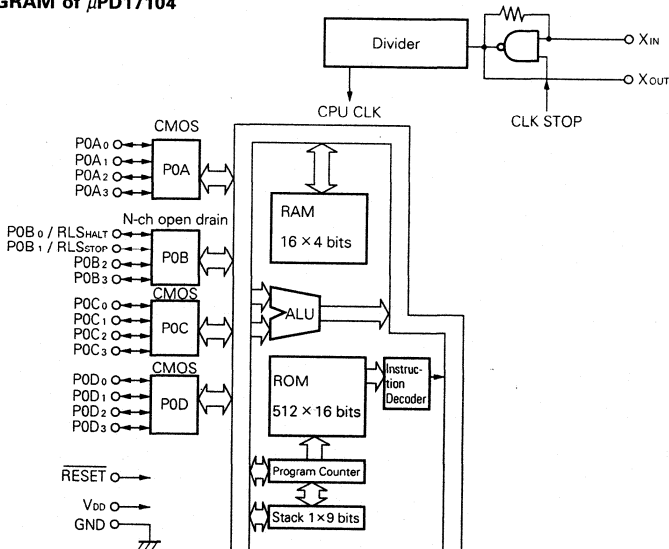 GRAM of µPD17104
Divider
XIN
XOUT
CPU CLK
CLK STOP
CMOS
P0A0
P0A1
P0A2
P0A3
P0A
N-ch open drain
P0B0 / RLSHALT
P0B1 / RLSSTOP
P0B2
P0B3
P0B
CMOS
P0C0
P0C1
P0C2
P0C3
P0C
CMOS
P0D0
P0D1
P0D2
P0D3
P0D
RAM
16 × 4 bits
ALU
ROM
512 × 16 bits
Instruc-
tion
Decoder
Program Counter
Stack 1×9 bits
RESET
VDD
GND